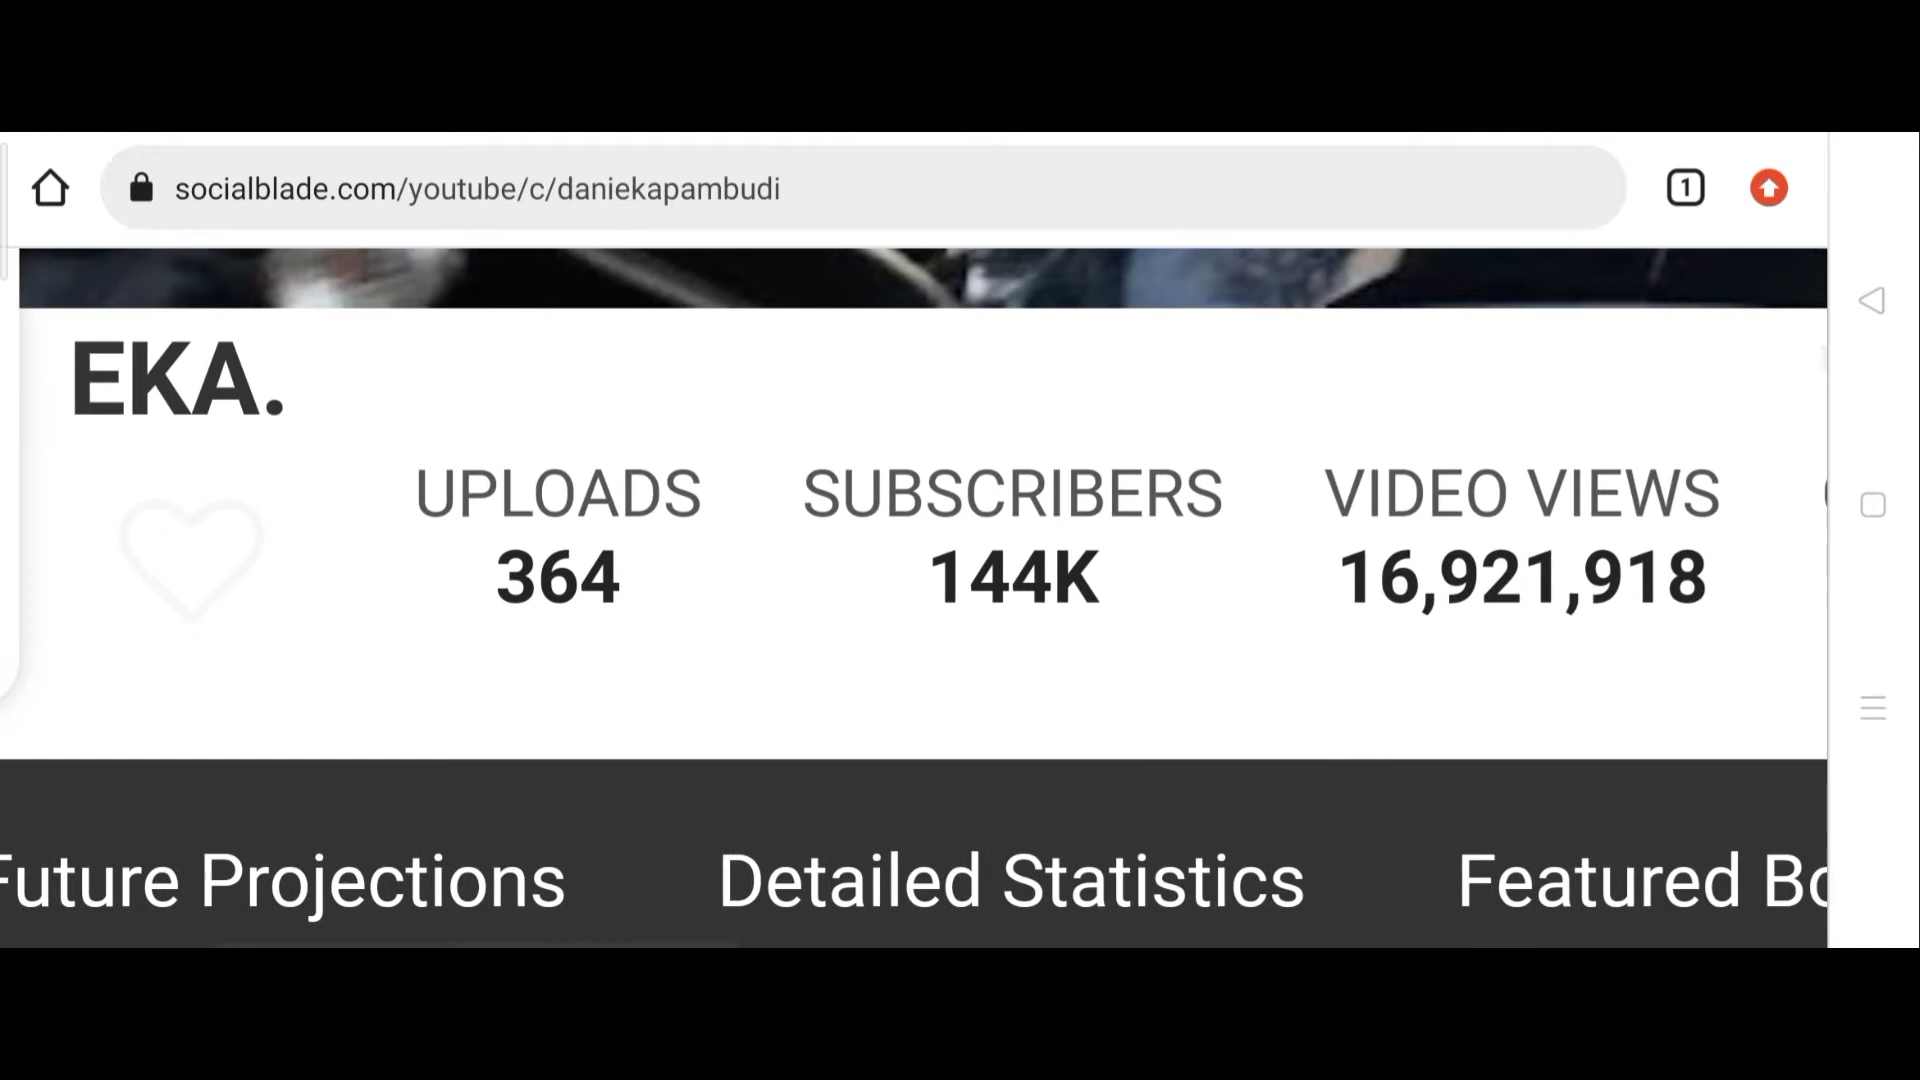 socialblade.com/youtube/c/daniekapambudi
1
EKA.
UPLOADS SUBSCRIBERS VIDEO VIEWS
364 144K 16,921,918
Future Projections Detailed Statistics Featured